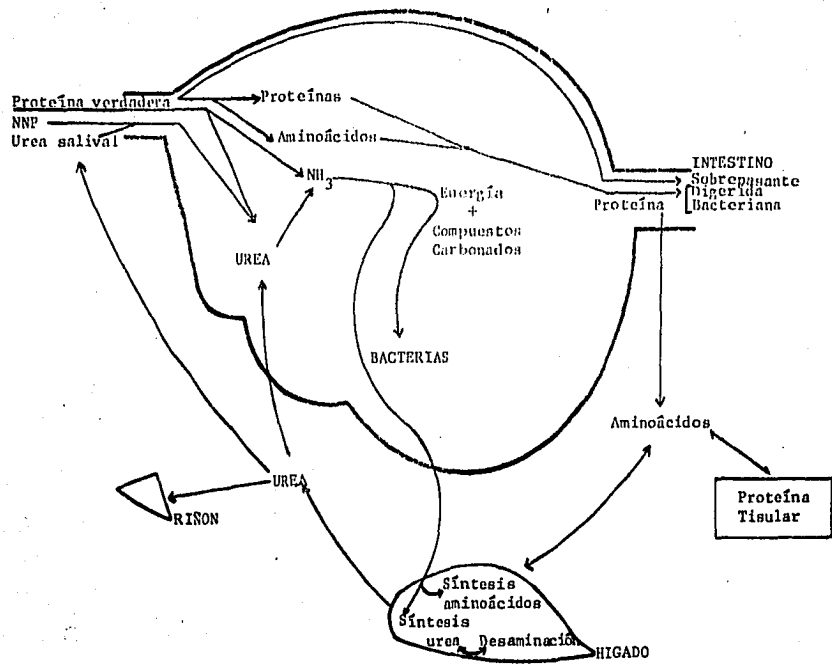 Proteína verdadera
NNP
Urea salival
Proteínas
Aminoácidos
NH3
UREA
Energía
+
Compuestos
Carbonados
BACTERIAS
INTESTINO
Sobrepasante
Digerida
Proteína
Bacteriana
Aminoácidos
Proteína
Tisular
UREA
RIÑON
Síntesis
aminoácidos
Síntesis
urea
Desaminación
HIGADO